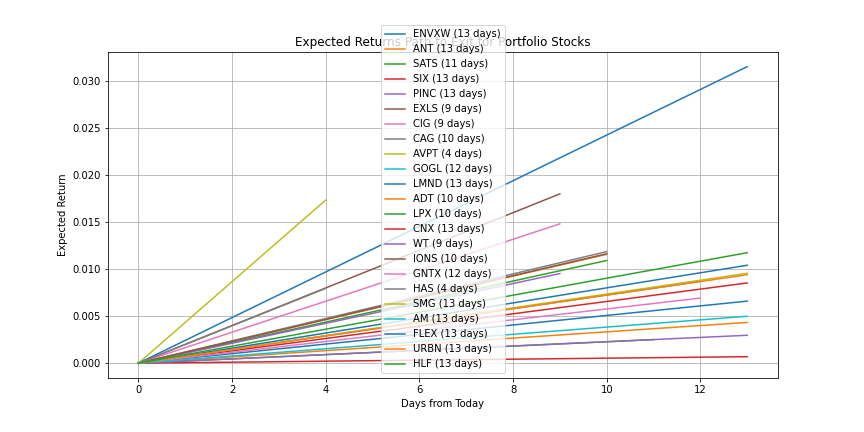 Expected Returns Path to Exit for Portfolio Stocks
ENVXW (13 days)
ANT (13 days)
SATS (11 days)
SIX (13 days)
PINC (13 days)
EXLS (9 days)
CIG (9 days)
CAG (10 days)
AVPT (4 days)
GOGL (12 days)
LMND (13 days)
ADT (10 days)
LPX (10 days)
CNX (13 days)
WT (9 days)
IONS (10 days)
GNTX (12 days)
HAS (4 days)
SMG (13 days)
AM (13 days)
FLEX (13 days)
URBN (13 days)
HLF (13 days)
Expected Return
0.030
0.025
0.020
0.015
0.010
0.005
0.000
0 2 4 6 8 10 12
Days from Today